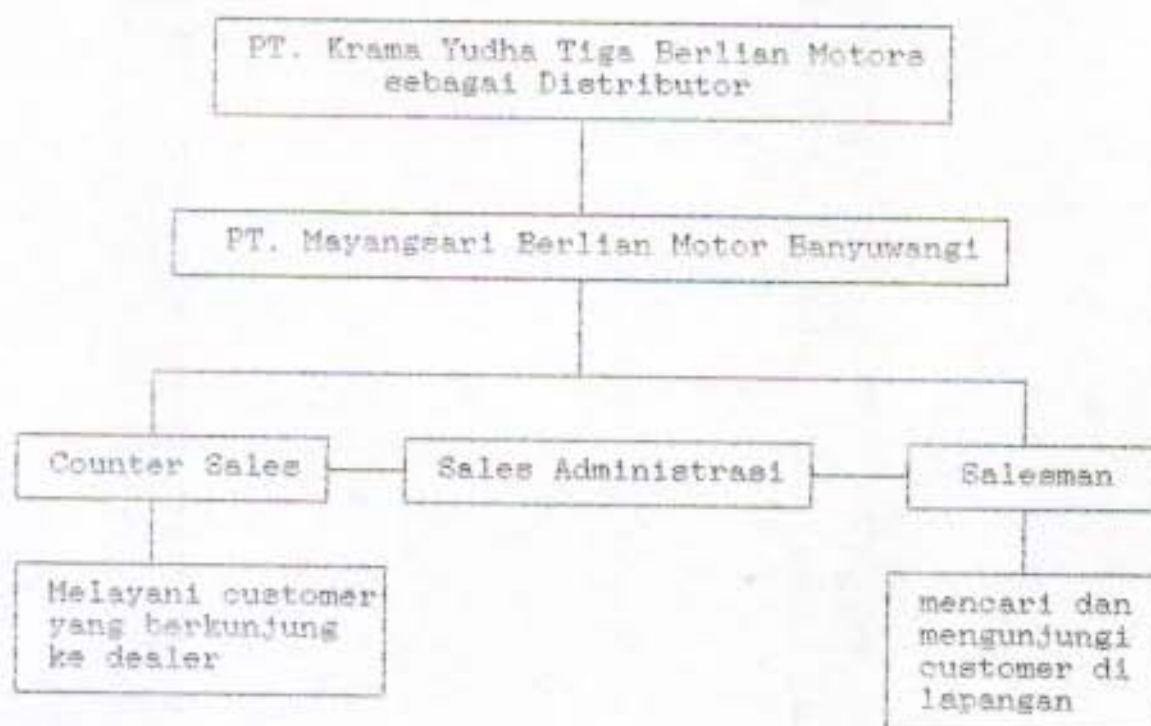 PT. Krama Yudha Tiga Berlian Motors
sebagai Distributor
PT. Mayangsari Berlian Motor Banyuwangi
Counter Sales
Sales Administrasi
Salesman
Melayani customer
yang berkunjung
ke dealer
mencari dan
mengunjungi
customer di
lapangan